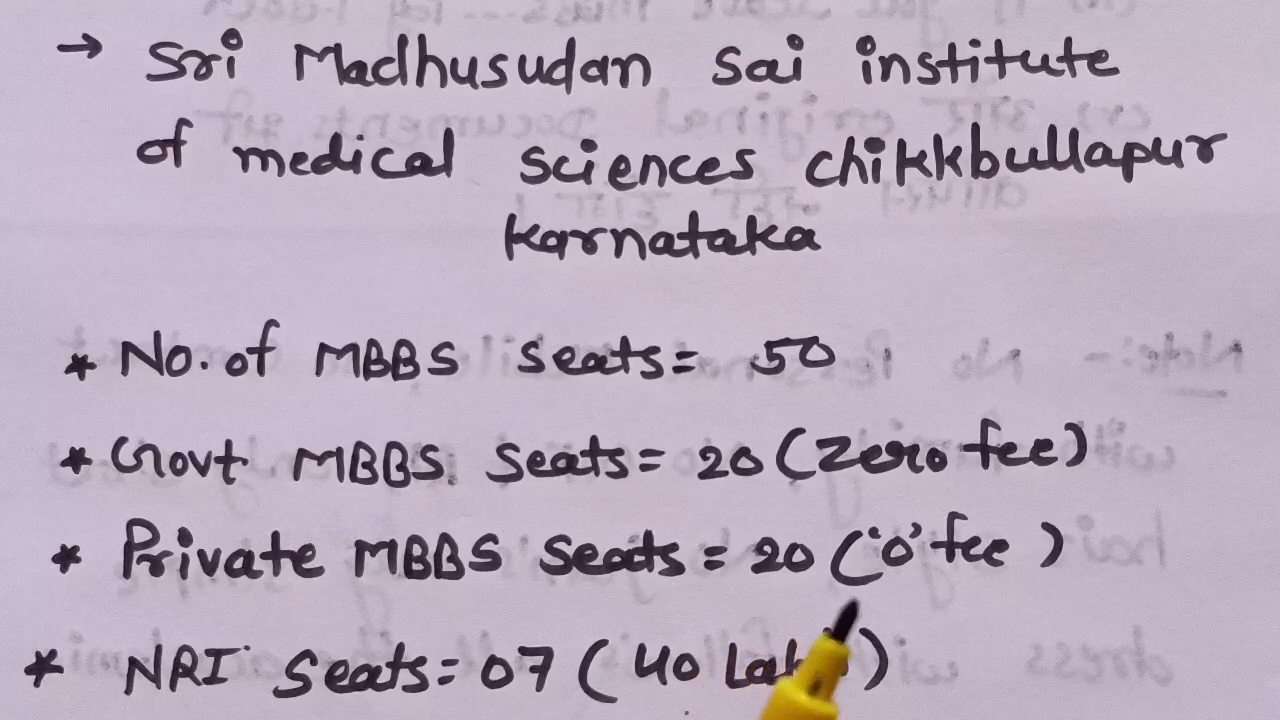 → Sri Madhusudan Sai institute
of medical sciences chikkbullapur
Karnataka
* No. of MBBS Seats = 50
* Govt MBBS Seats = 20 (Zero fee)
* Private MBBS Seats = 20 ('0' fee )
* NRI Seats = 07 ( 40 )